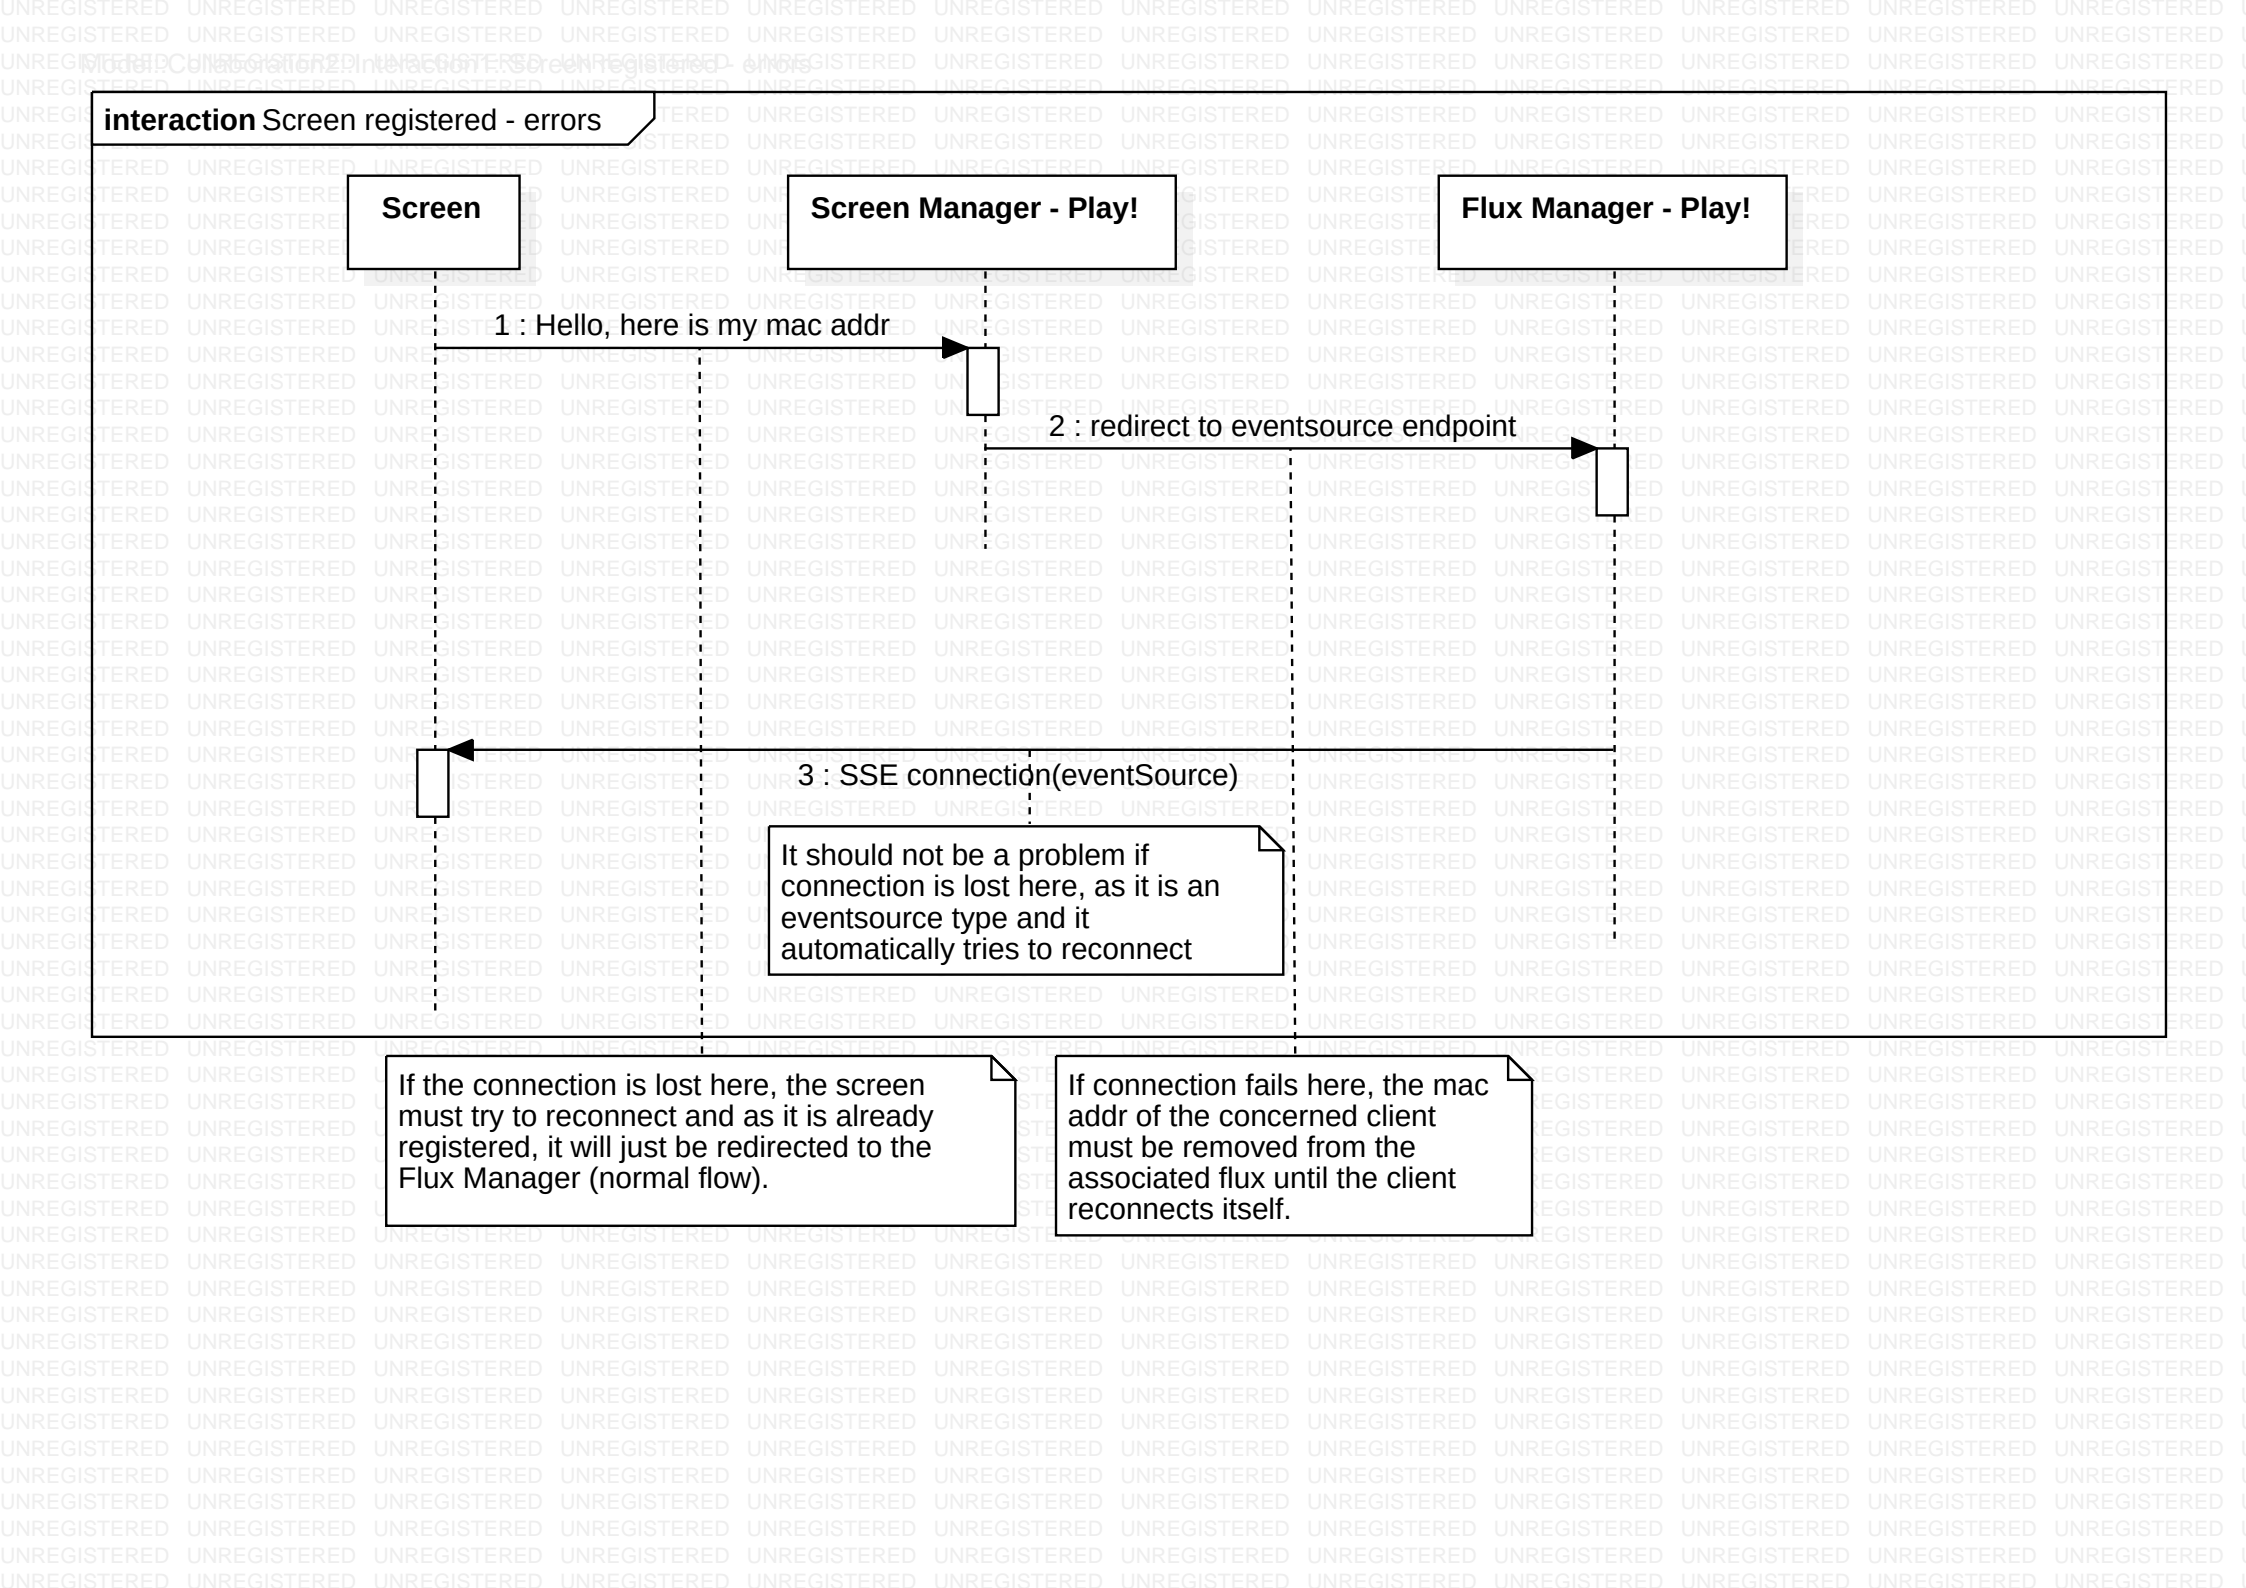 Model::Collaboration2::Interaction1::Screen registered - errors
interaction Screen registered - errors
Screen
Screen Manager - Play!
Flux Manager - Play!
1 : Hello, here is my mac addr
2 : redirect to eventsource endpoint
3 : SSE connection(eventSource)
It should not be a problem if
connection is lost here, as it is an
eventsource type and it
automatically tries to reconnect
If the connection is lost here, the screen
must try to reconnect and as it is already
registered, it will just be redirected to the
Flux Manager (normal flow).
If connection fails here, the mac
addr of the concerned client
must be removed from the
associated flux until the client
reconnects itself.
UNREGISTERED